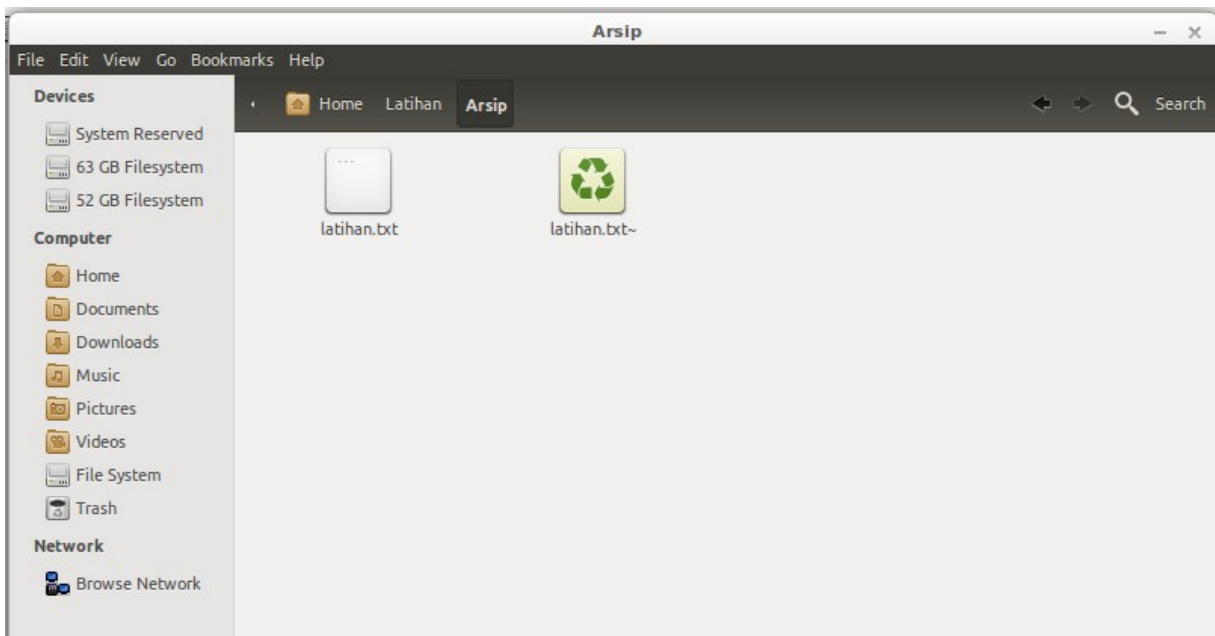 Arsip
File Edit View Go Bookmarks Help
Devices
System Reserved
63 GB Filesystem
52 GB Filesystem
Computer
Home
Documents
Downloads
Music
Pictures
Videos
File System
Trash
Network
Browse Network
Home Latihan Arsip
Search
latihan.txt
latihan.txt~